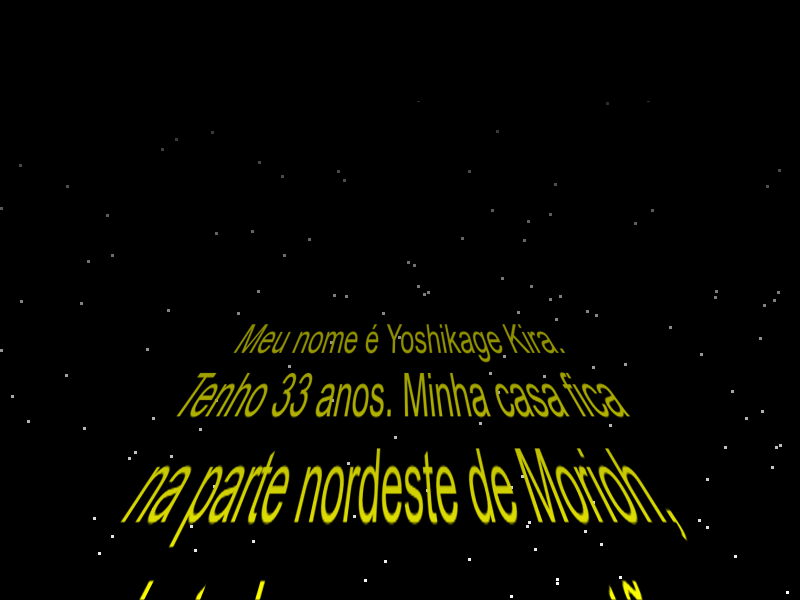 Meu nome é Yoshikage Kira.
Tenho 33 anos. Minha casa fica
na parte nordeste de Morioh,